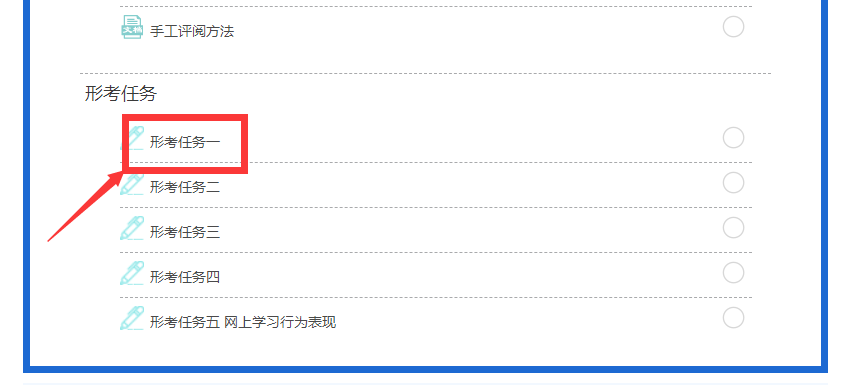 文档
手工评阅方法
形考任务
形考任务一
形考任务二
形考任务三
形考任务四
形考任务五 网上学习行为表现